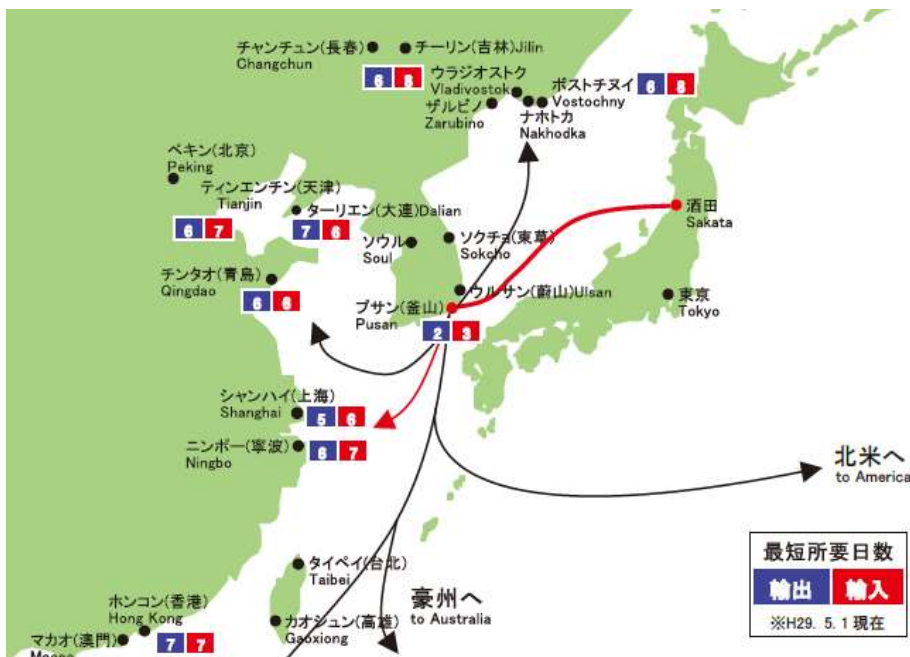 チャンチュン(長春)
Changchun
チーリン(吉林)Jilin
6 8
ウラジオストク
Vladivostok
ザルビノ
Zarubino
ナホトカ
Nakhodka
ボストチヌイ
Vostochny
6 8
ペキン(北京)
Peking
ティンエンチン(天津)
Tianjin
6 7
ターリエン(大連)Dalian
7 6
ソウル
Soul
ソクチョ(東草)
Sokcho
酒田
Sakata
チンタオ(青島)
Qingdao
6 6
ウルサン(蔚山)Ulsan
プサン(釜山)
Pusan
2 3
東京
Tokyo
シャンハイ(上海)
Shanghai
5 6
ニンボー(寧波)
Ningbo
6 7
北米へ
to America
タイペイ(台北)
Taibei
豪州へ
to Australia
カオシュン(高雄)
Gaoxiong
ホンコン(香港)
Hong Kong
7 7
マカオ(澳門)
最短所要日数
輸出 輸入
※H29. 5. 1 現在